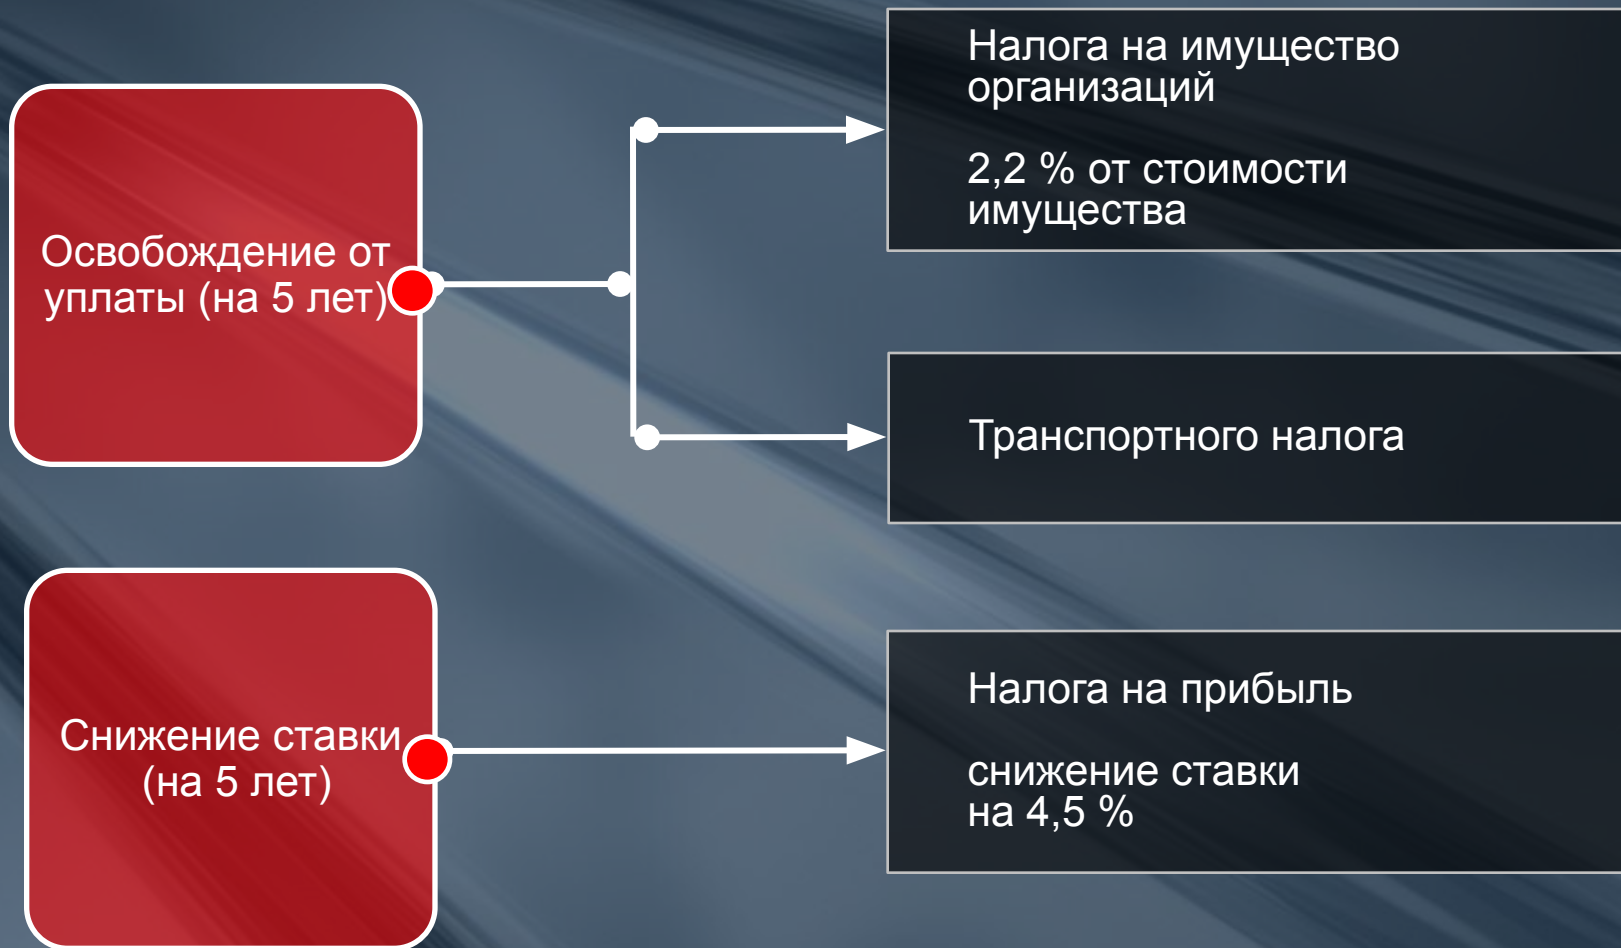 Освобождение от
уплаты (на 5 лет)
Налога на имущество
организаций
2,2 % от стоимости
имущества
Транспортного налога
Снижение ставки
(на 5 лет)
Налога на прибыль
снижение ставки
на 4,5 %